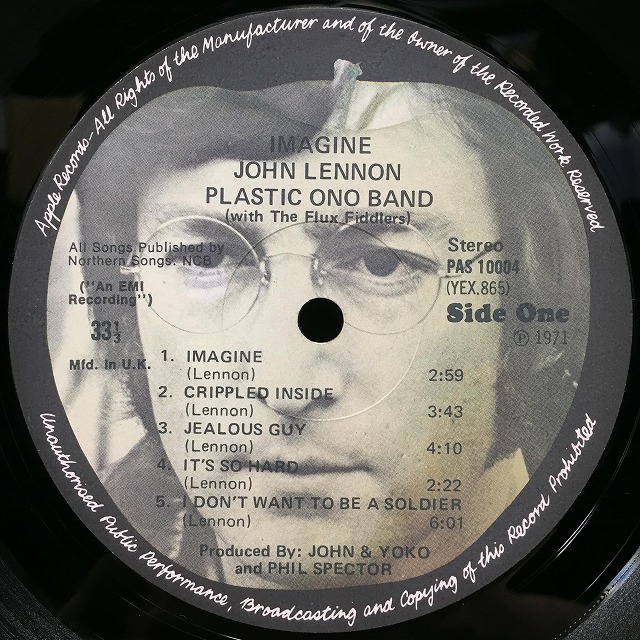 Apple Records-All Rights of the Manufacturer and of the Owner of the Recorded Work Reserved
IMAGINE
JOHN LENNON
PLASTIC ONO BAND
(with The Flux Fiddlers)
All Songs Published by
Northern Songs. NCB
("An EMI
Recording")
33⅓
Mfd. In U.K.
Stereo
PAS 10004
(YEX.865)
Side One
℗ 1971
1. IMAGINE
(Lennon) 2:59
2. CRIPPLED INSIDE
(Lennon) 3:43
3. JEALOUS GUY
(Lennon) 4:10
4. IT'S SO HARD
(Lennon) 2:22
5. I DON'T WANT TO BE A SOLDIER
(Lennon) 6:01
Produced By: JOHN & YOKO
and PHIL SPECTOR
Unauthorised Public Performance, Broadcasting and Copying of this Record Prohibited